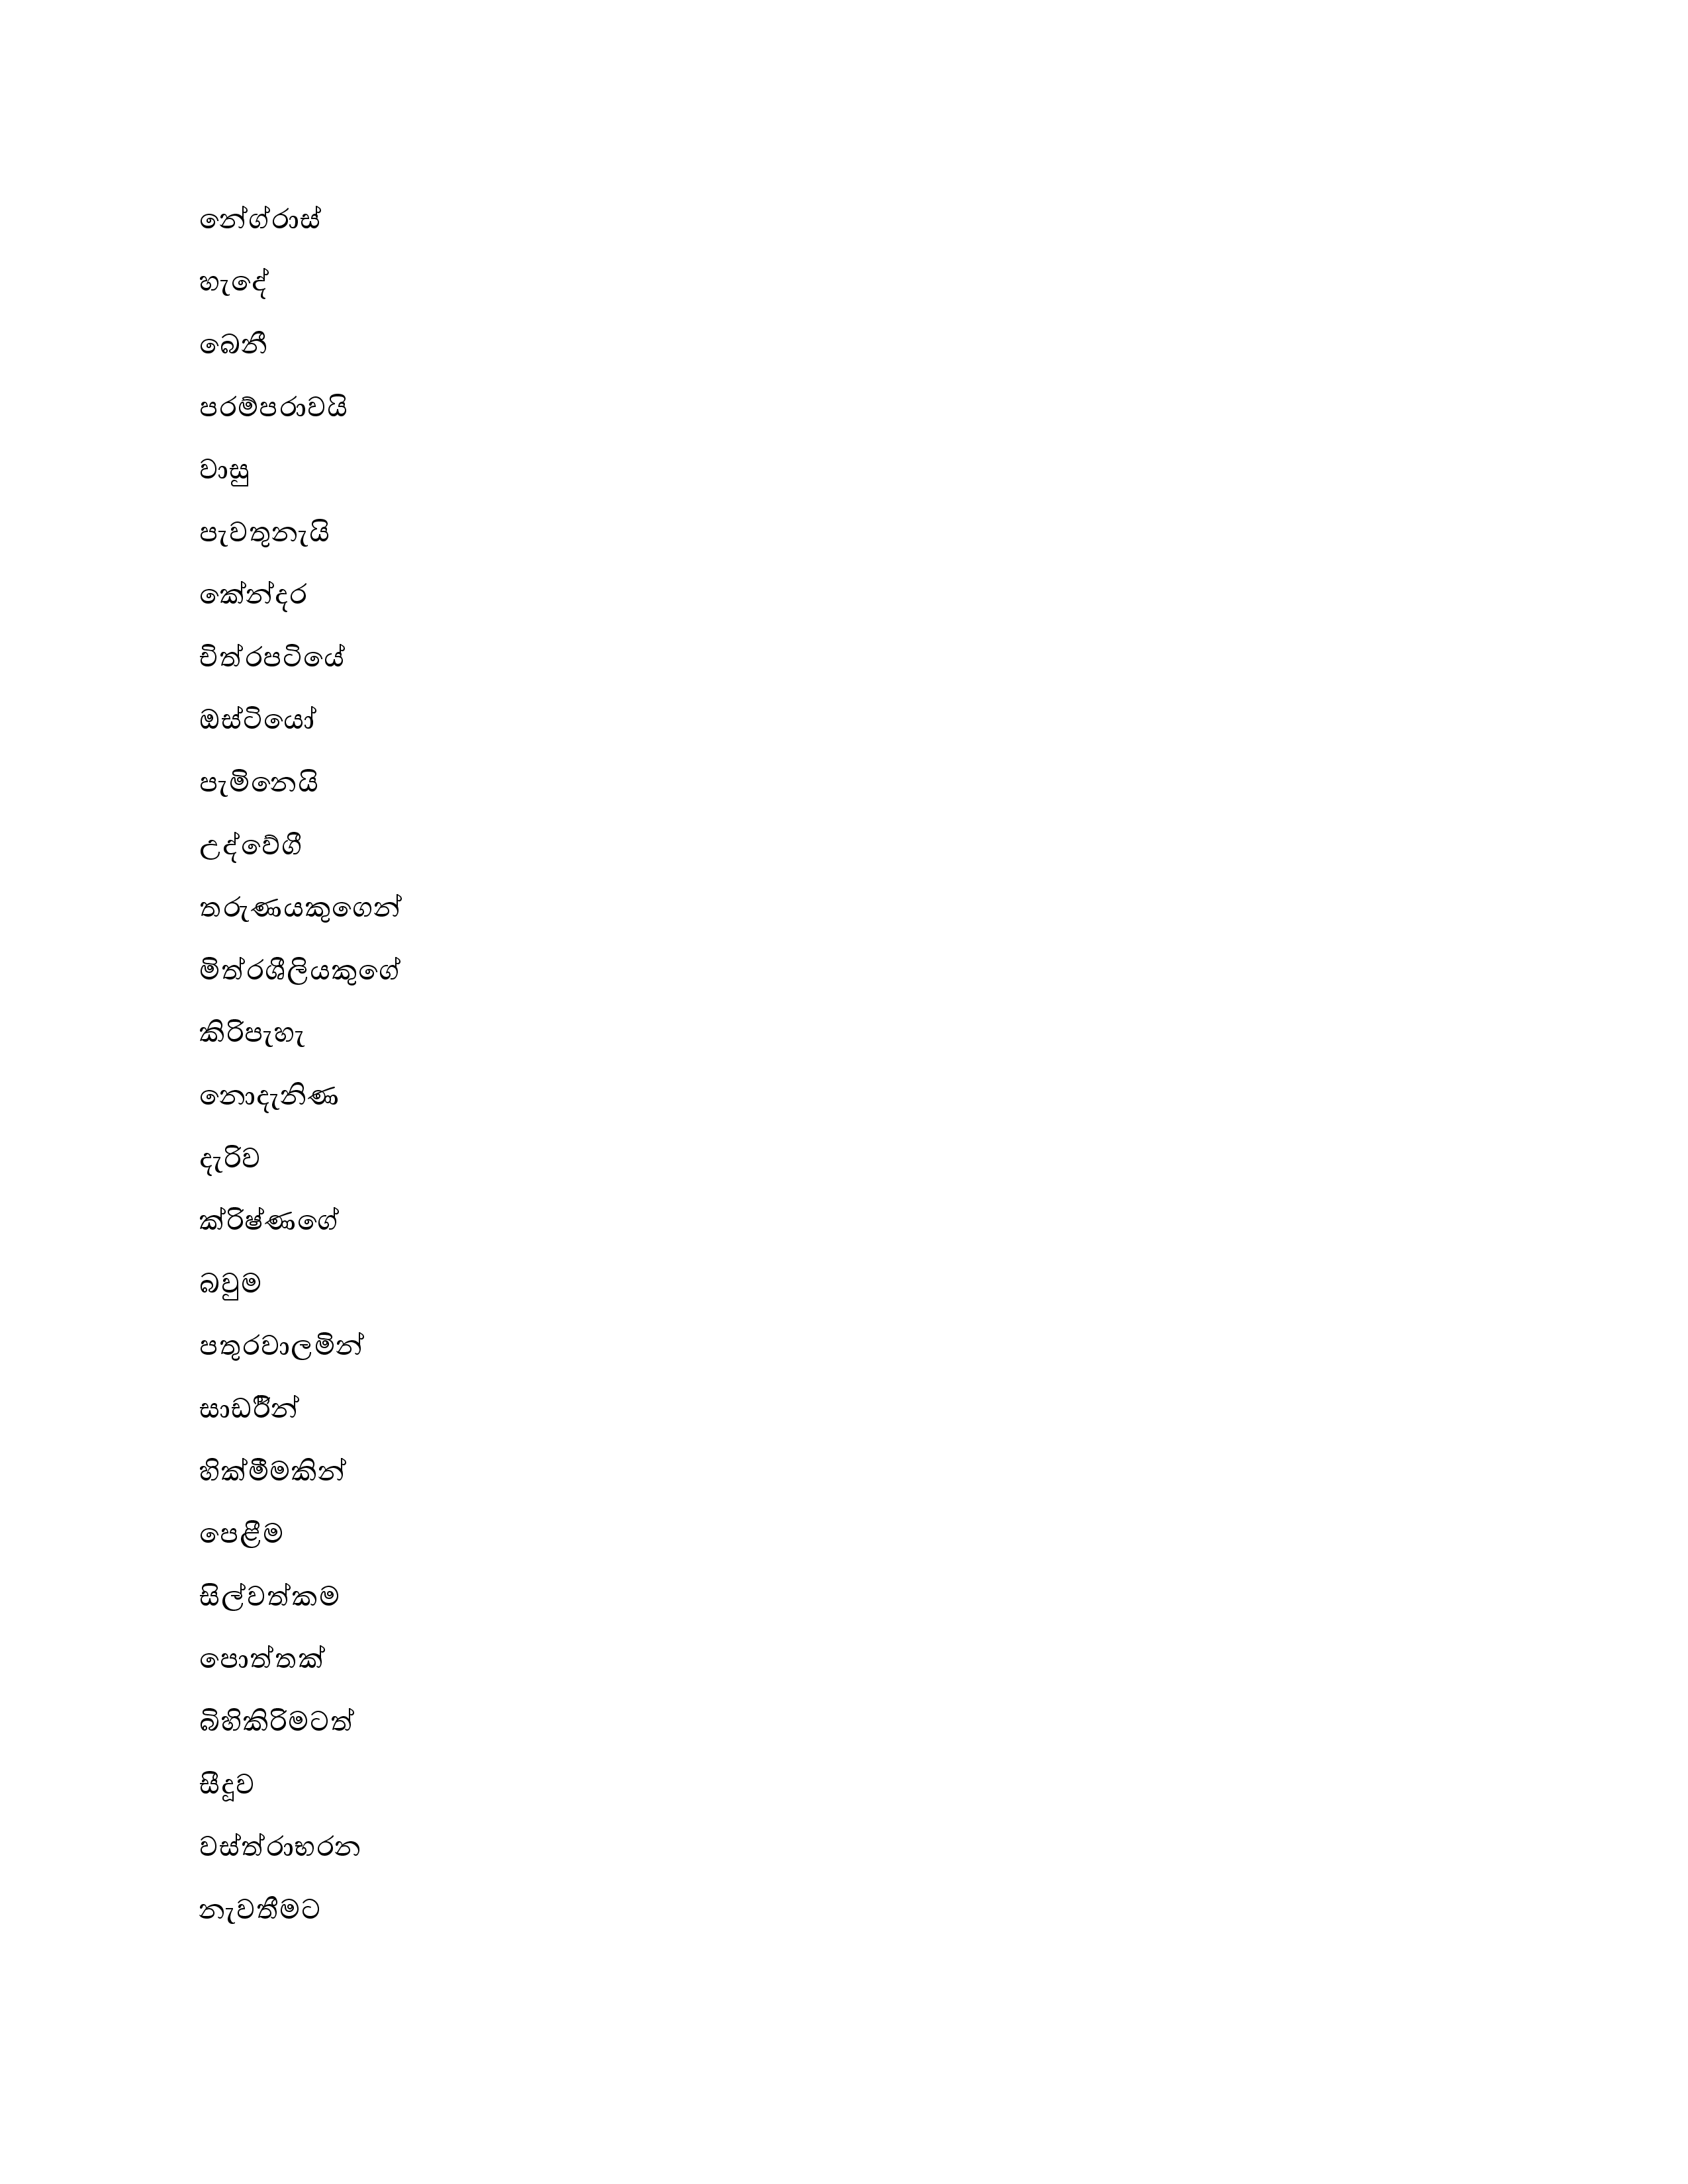 නේග්රාස්
හැදේ
බෙනී
පරම්පරාවයි
වාසු
පැවතුනැයි
කේන්දර
චිත්රපටියේ
ඔස්ටියෝ
පැමිනෙයි
උද්වේගී
තරුණයකුගෙන්
මිත්රශීලියකුගේ
කිරිපැහැ
නොදැනිණ
දැරිව
ක්රිෂ්ණගේ
බවුම
පතුරවාලමින්
සාඩරීන්
හික්මීමකින්
පෙළීම
සිල්වත්කම
පොත්තක්
බිහිකිරිමටත්
සීදූව
වස්ත්රාභරන
නැවතීමට